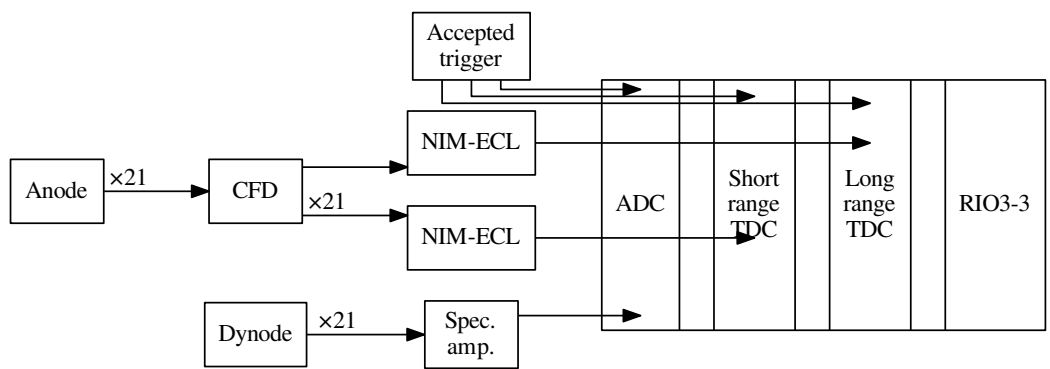 Accepted
trigger
NIM-ECL
Anode
×21
CFD
×21
NIM-ECL
ADC
Short
range
TDC
Long
range
TDC
RIO3-3
Dynode
×21
Spec.
amp.